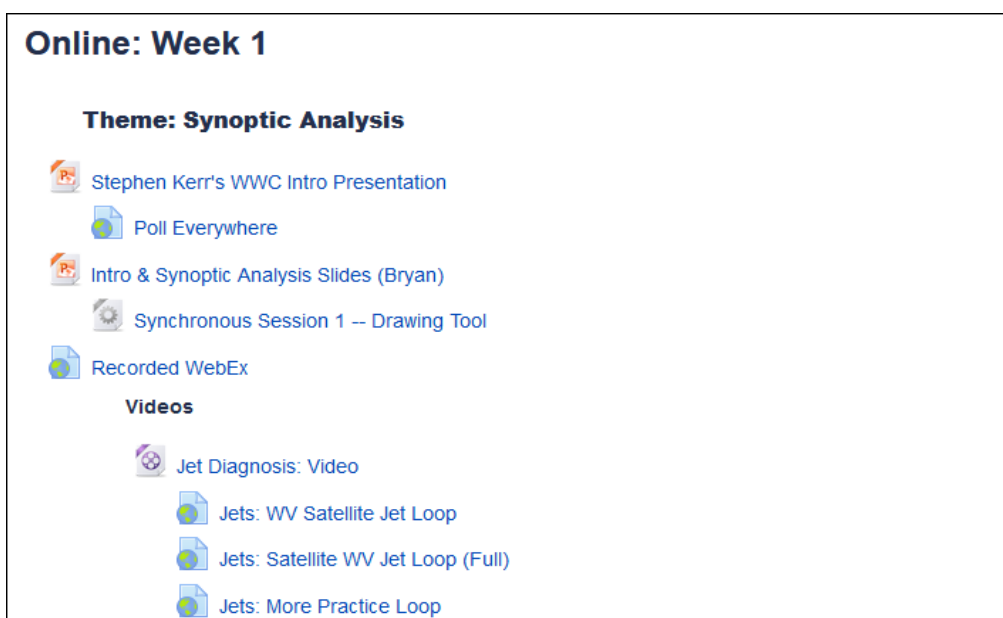 Online: Week 1
Theme: Synoptic Analysis
Stephen Kerr's WWC Intro Presentation
Poll Everywhere
Intro & Synoptic Analysis Slides (Bryan)
Synchronous Session 1 -- Drawing Tool
Recorded WebEx
Videos
Jet Diagnosis: Video
Jets: WV Satellite Jet Loop
Jets: Satellite WV Jet Loop (Full)
Jets: More Practice Loop